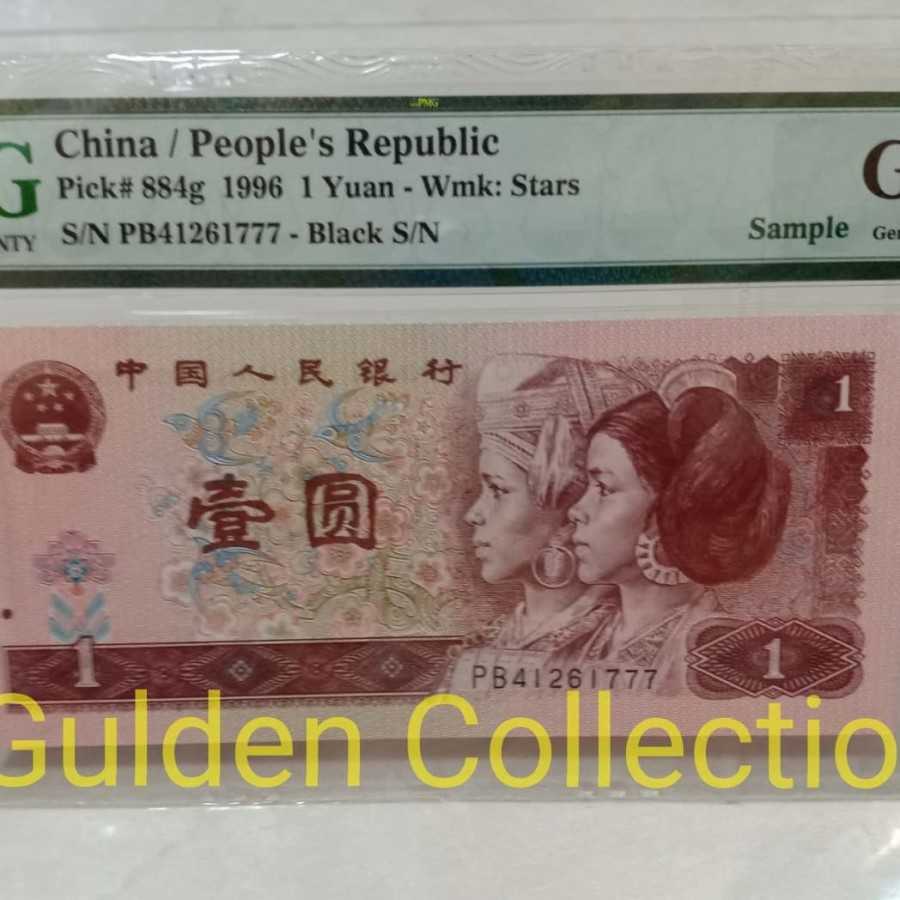 PMG
China / People's Republic
Pick# 884g 1996 1 Yuan - Wmk: Stars
S/N PB41261777 - Black S/N
Sample
中国人民银行
1
壹圆
1
PB41261777
1
Gulden Collectio